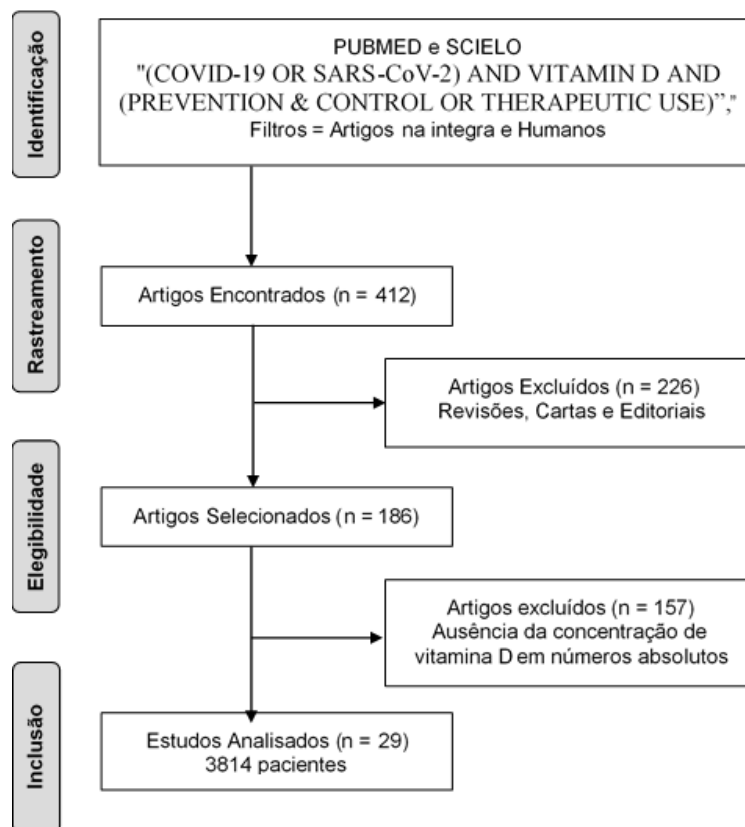 Identificação
PUBMED e SCIELO
"(COVID-19 OR SARS-CoV-2) AND VITAMIN D AND
(PREVENTION & CONTROL OR THERAPEUTIC USE)”,"
Filtros = Artigos na integra e Humanos
Rastreamento
Artigos Encontrados (n = 412)
Artigos Excluídos (n = 226)
Revisões, Cartas e Editoriais
Elegibilidade
Artigos Selecionados (n = 186)
Artigos excluídos (n = 157)
Ausência da concentração de
vitamina D em números absolutos
Inclusão
Estudos Analisados (n = 29)
3814 pacientes